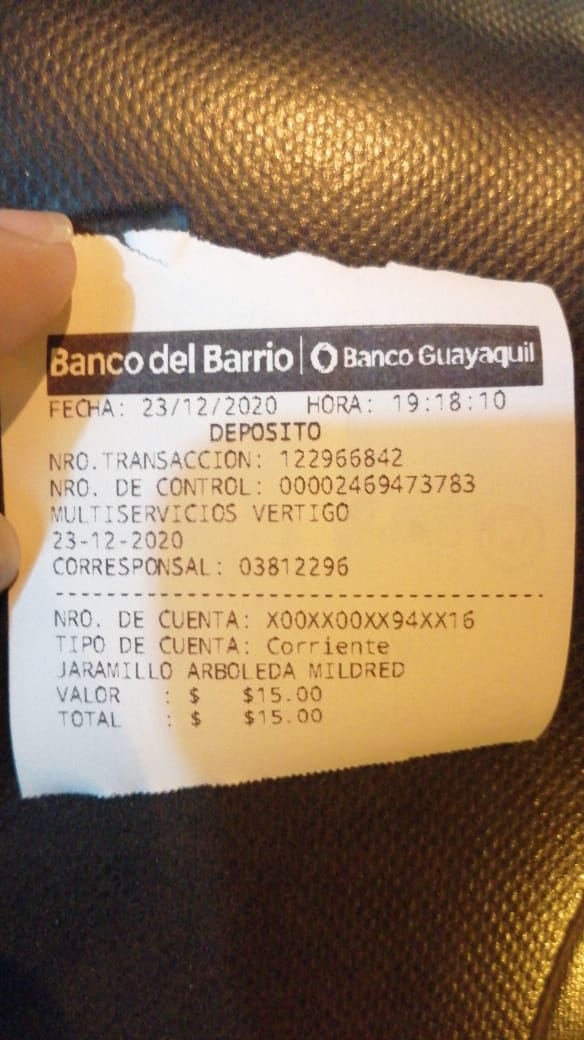 Banco del Barrio | Banco Guayaquil
FECHA: 23/12/2020 HORA: 19:18:10
DEPOSITO
NRO.TRANSACCION: 122966842
NRO. DE CONTROL: 00002469473783
MULTISERVICIOS VERTIGO
23-12-2020
CORRESPONSAL: 03812296
NRO. DE CUENTA: X00XX00XX94XX16
TIPO DE CUENTA: Corriente
JARAMILLO ARBOLEDA MILDRED
VALOR : $ $15.00
TOTAL : $ $15.00